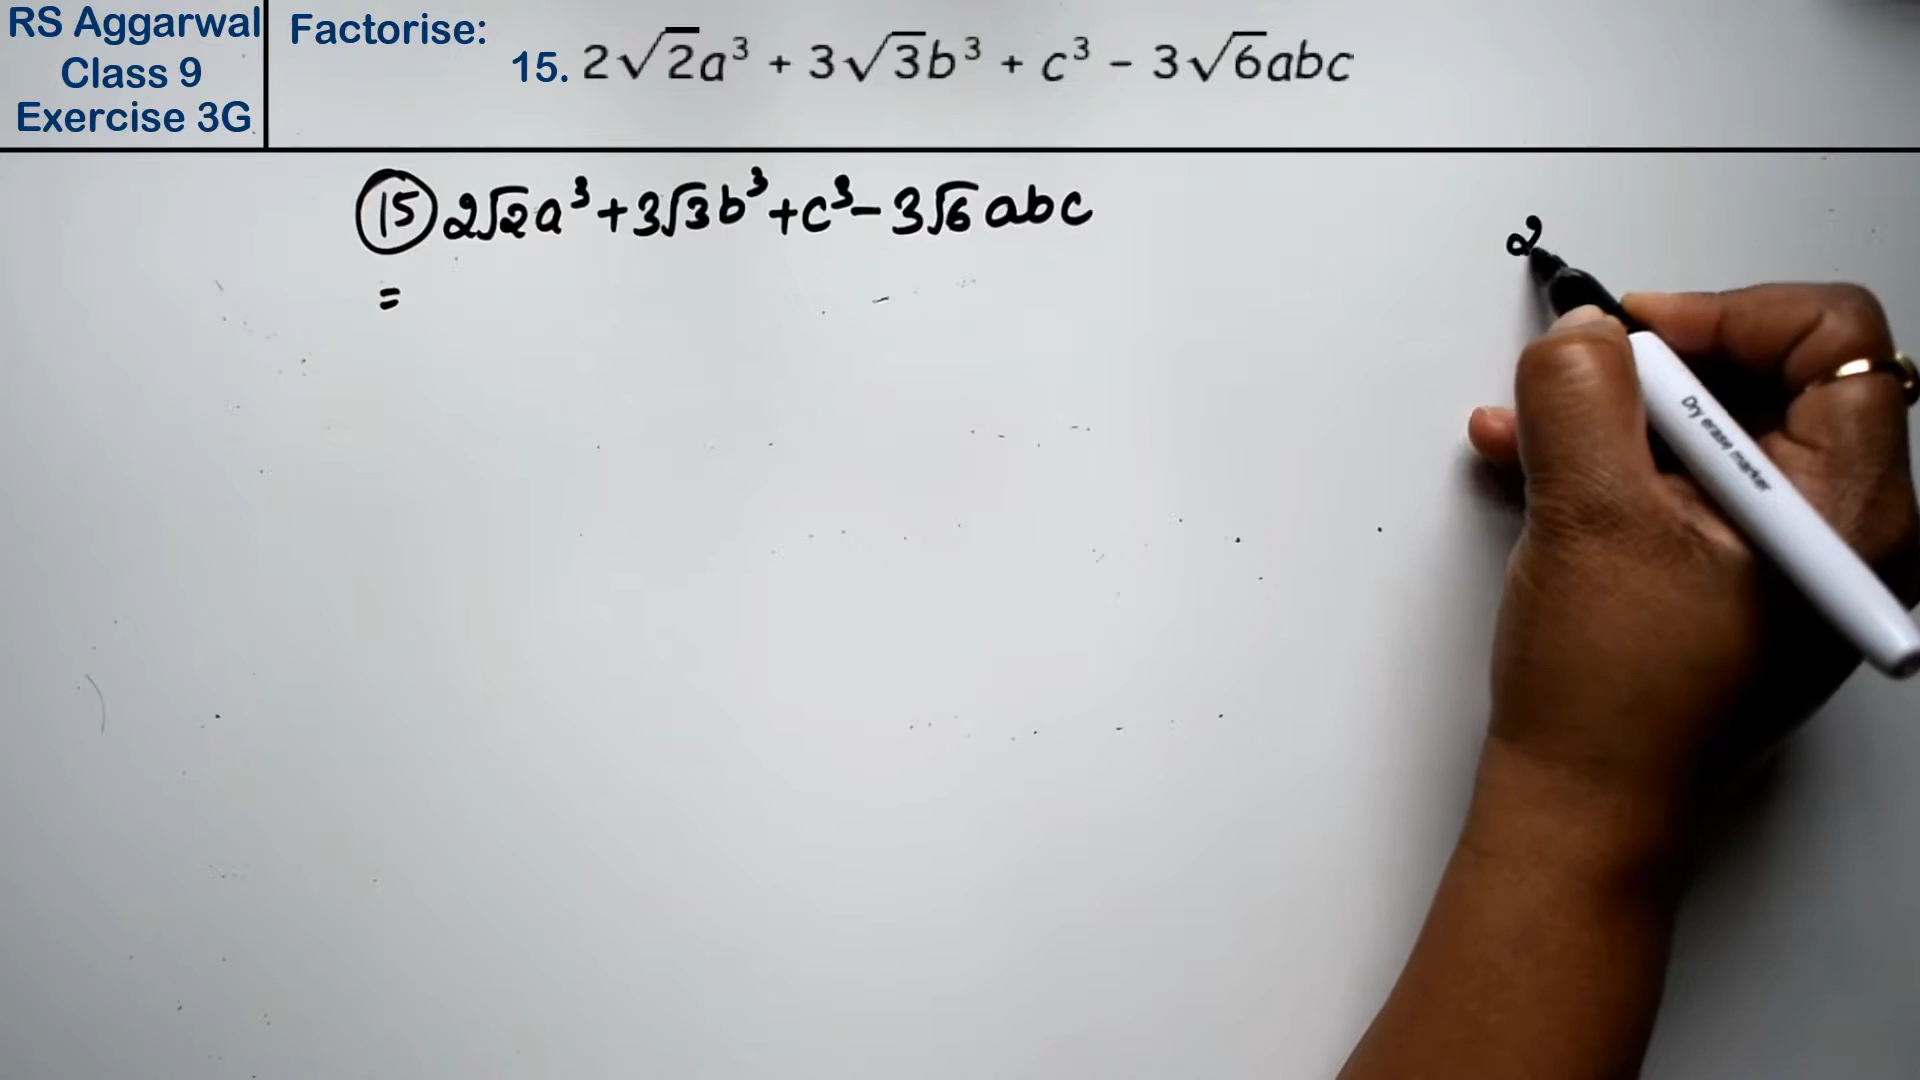 RS Aggarwal
Class 9
Exercise 3G
Factorise:
15. 2√2a³ + 3√3b³ + c³ - 3√6abc
(15) 2√2a³+3√3b³+c³-3√6abc
=
2
Dry erase marker